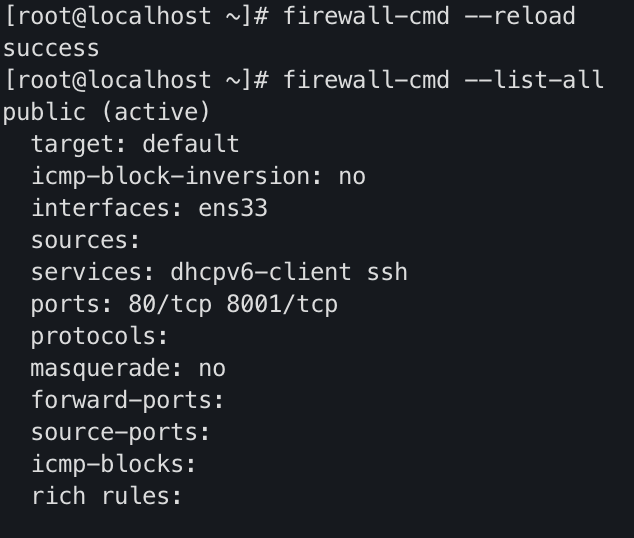 [root@localhost ~]# firewall-cmd --reload
success
[root@localhost ~]# firewall-cmd --list-all
public (active)
  target: default
  icmp-block-inversion: no
  interfaces: ens33
  sources:
  services: dhcpv6-client ssh
  ports: 80/tcp 8001/tcp
  protocols:
  masquerade: no
  forward-ports:
  source-ports:
  icmp-blocks:
  rich rules: